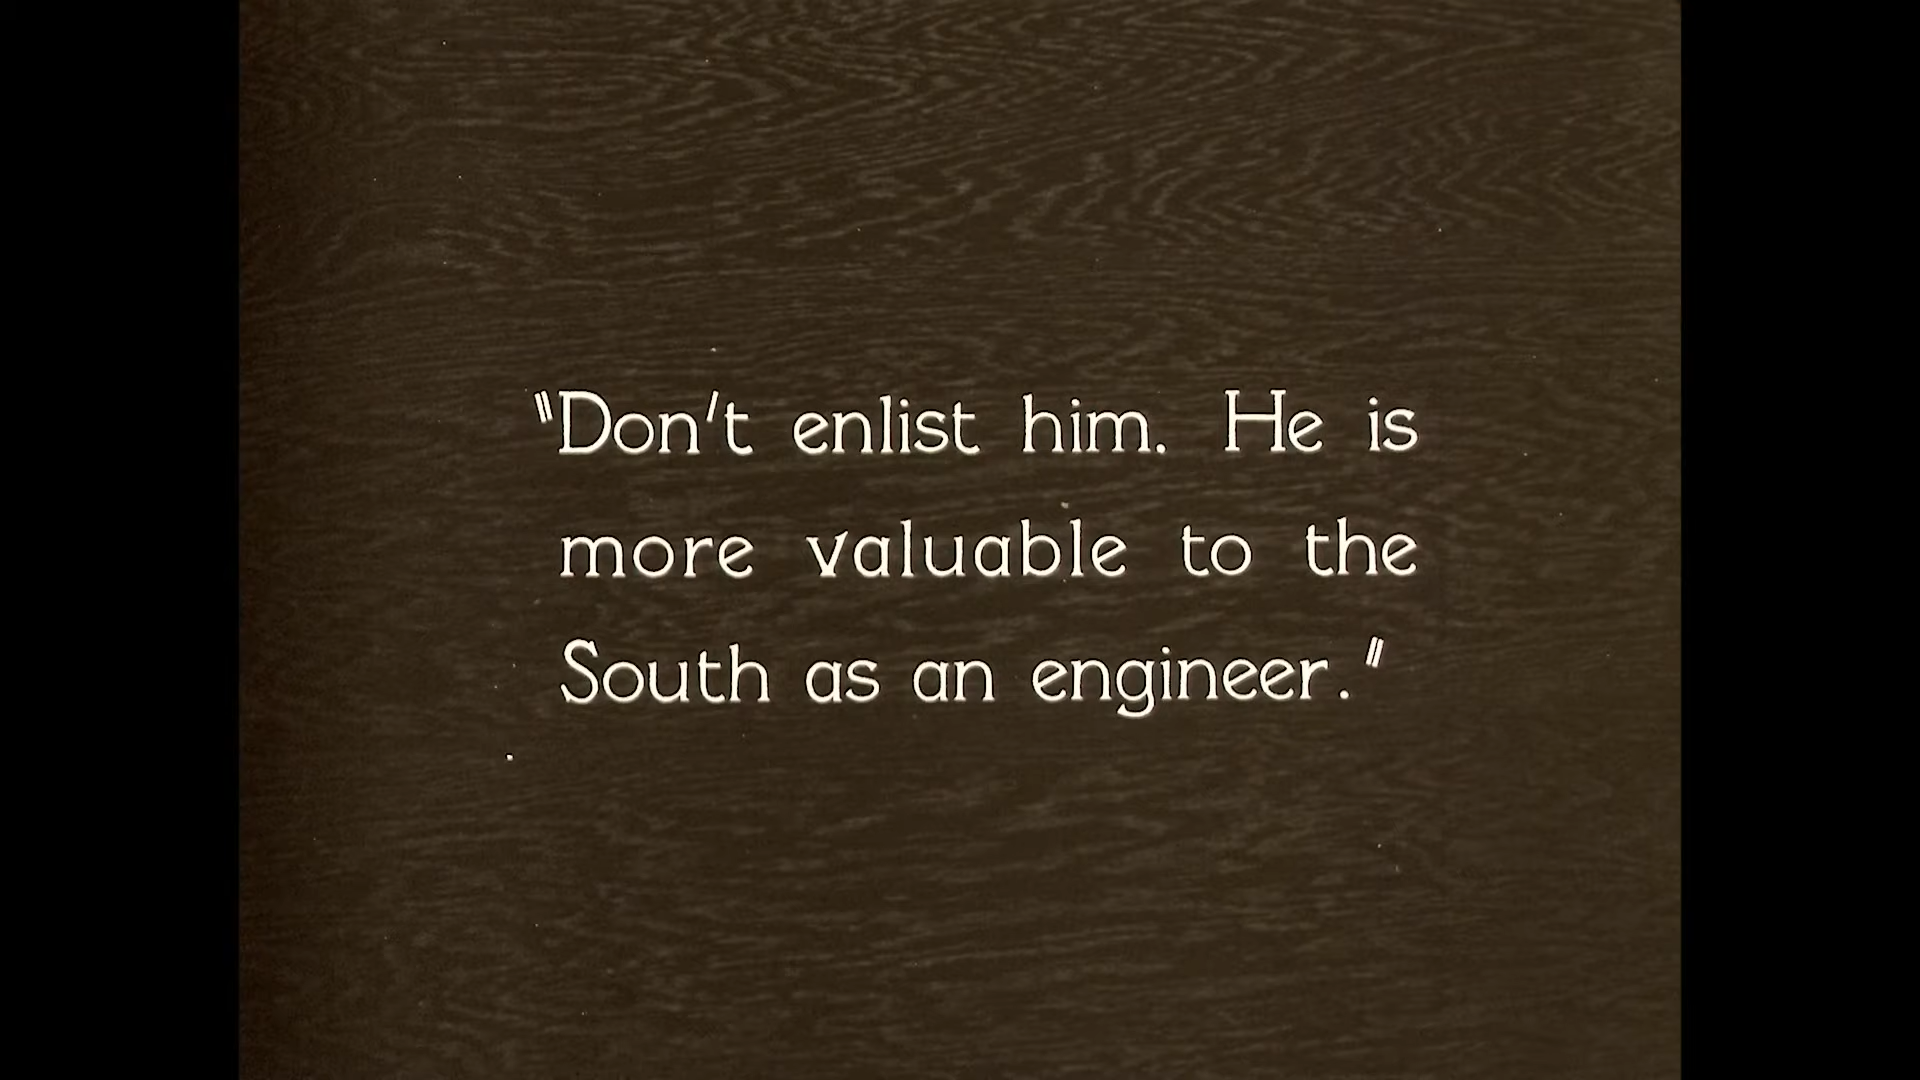 "Don't enlist him. He is
more valuable to the
South as an engineer."